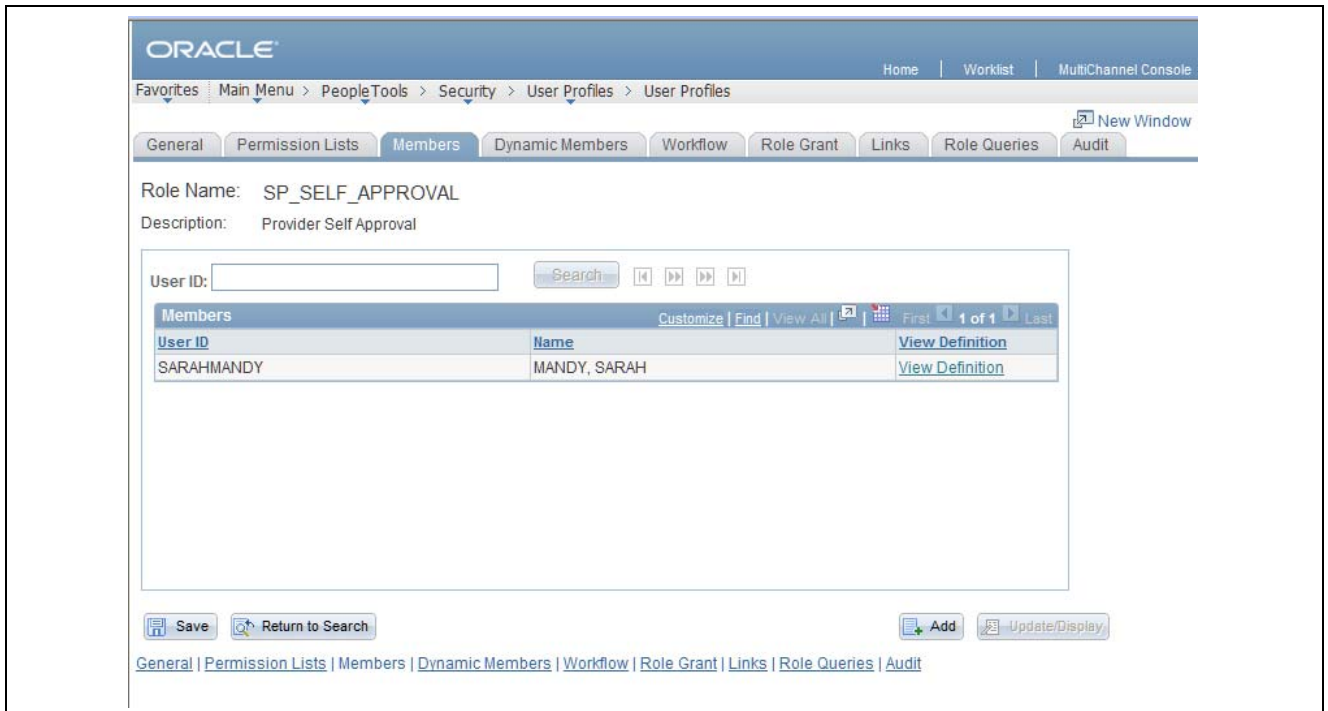 ORACLE
Home | Worklist | MultiChannel Console
Favorites Main Menu > PeopleTools > Security > User Profiles > User Profiles
New Window
General Permission Lists Members Dynamic Members Workflow Role Grant Links Role Queries Audit
Role Name: SP_SELF_APPROVAL
Description: Provider Self Approval
User ID: Search
Members Customize | Find | View All | | First 1 of 1 Last
User ID Name View Definition
SARAHMANDY MANDY, SARAH View Definition
Save Return to Search Add Update/Display
General | Permission Lists | Members | Dynamic Members | Workflow | Role Grant | Links | Role Queries | Audit